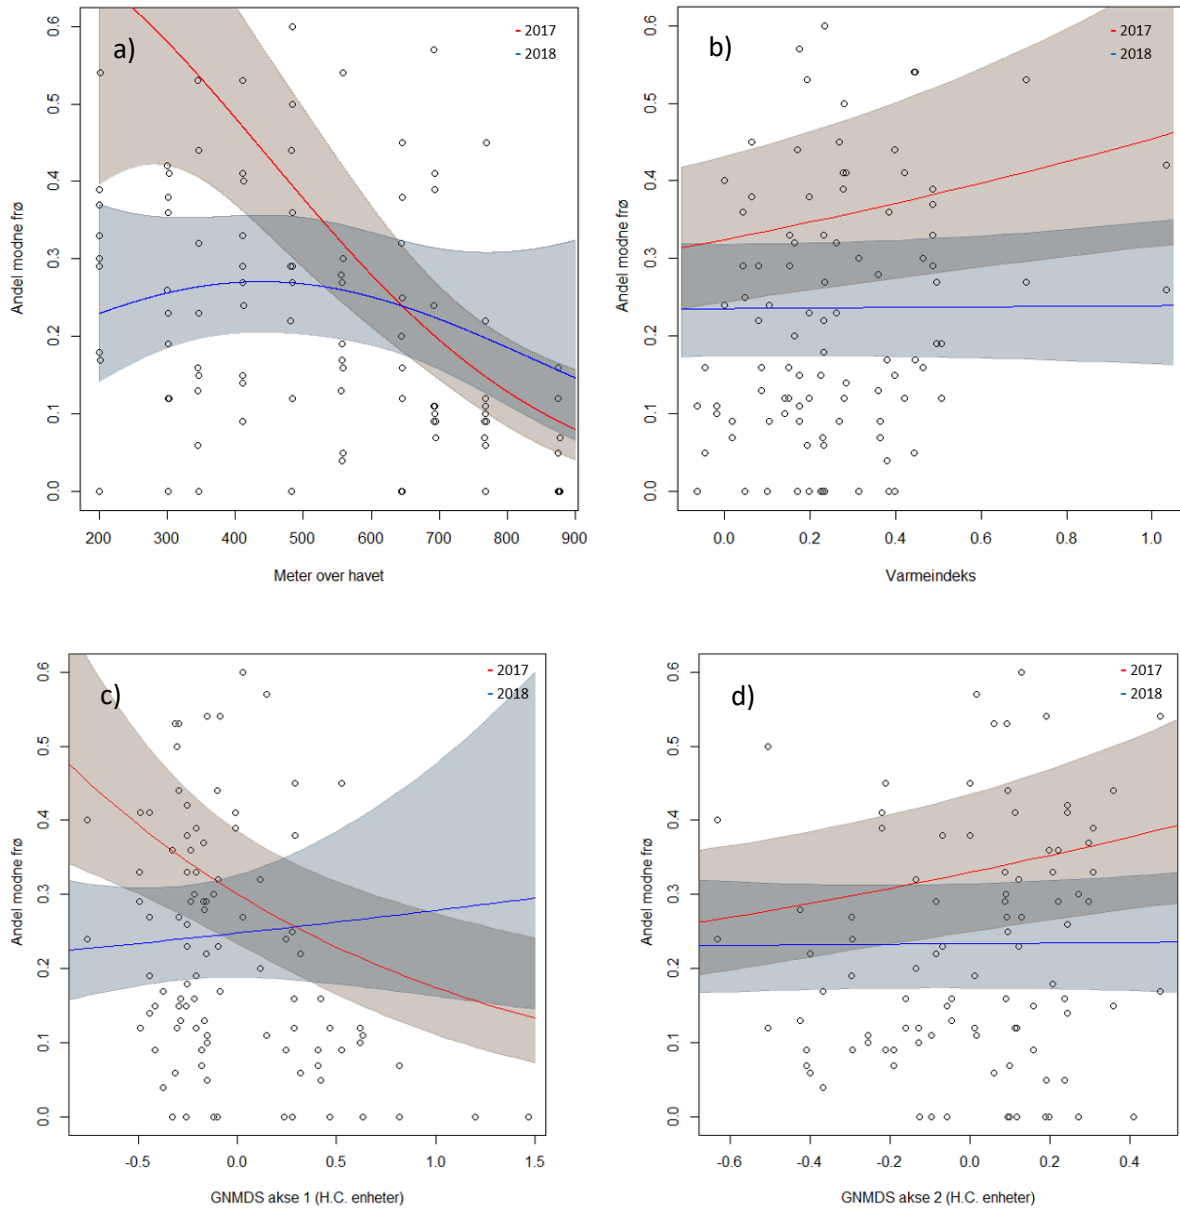 a)
- 2017
- 2018
Andel modne frø
0.0 0.1 0.2 0.3 0.4 0.5 0.6
200 300 400 500 600 700 800 900
Meter over havet
b)
- 2017
- 2018
Andel modne frø
0.0 0.1 0.2 0.3 0.4 0.5 0.6
0.0 0.2 0.4 0.6 0.8 1.0
Varmeindeks
c)
- 2017
- 2018
Andel modne frø
0.0 0.1 0.2 0.3 0.4 0.5 0.6
-0.5 0.0 0.5 1.0 1.5
GNMDS akse 1 (H.C. enheter)
d)
- 2017
- 2018
Andel modne frø
0.0 0.1 0.2 0.3 0.4 0.5 0.6
-0.6 -0.4 -0.2 0.0 0.2 0.4
GNMDS akse 2 (H.C. enheter)